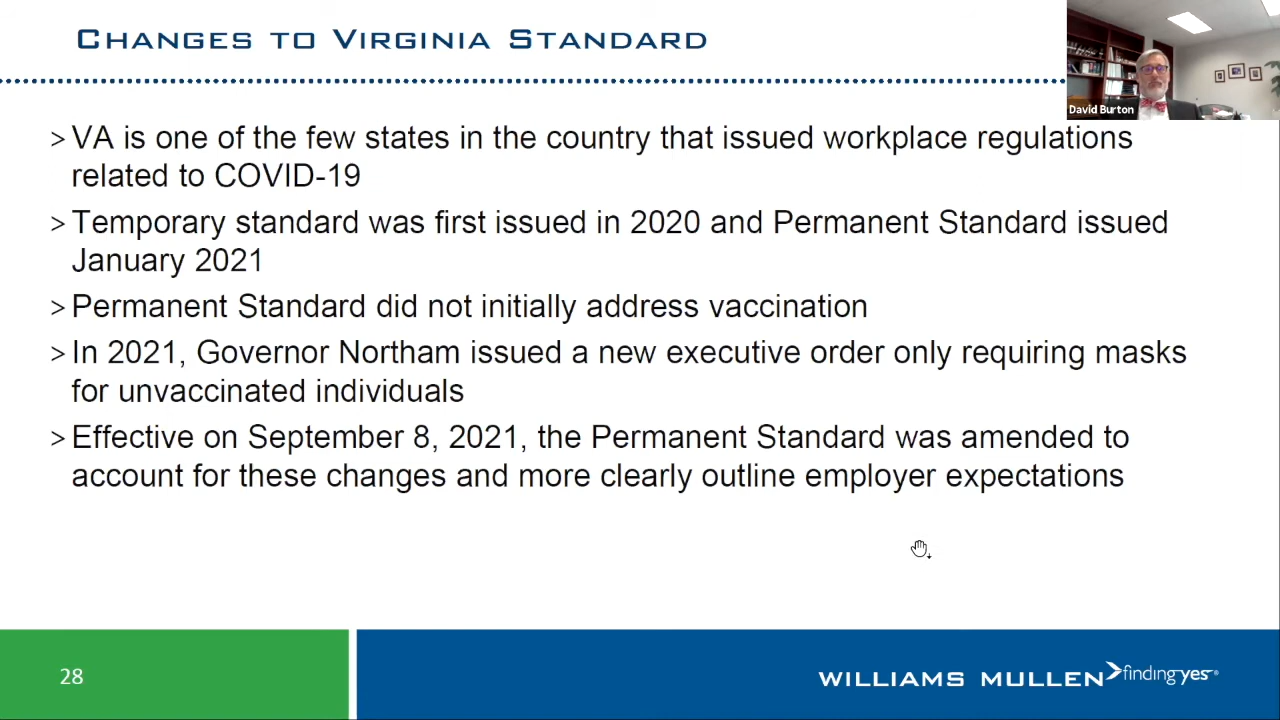 CHANGES TO VIRGINIA STANDARD
David Burton
> VA is one of the few states in the country that issued workplace regulations
related to COVID-19
> Temporary standard was first issued in 2020 and Permanent Standard issued
January 2021
> Permanent Standard did not initially address vaccination
> In 2021, Governor Northam issued a new executive order only requiring masks
for unvaccinated individuals
> Effective on September 8, 2021, the Permanent Standard was amended to
account for these changes and more clearly outline employer expectations
28
WILLIAMS MULLEN findingyes®